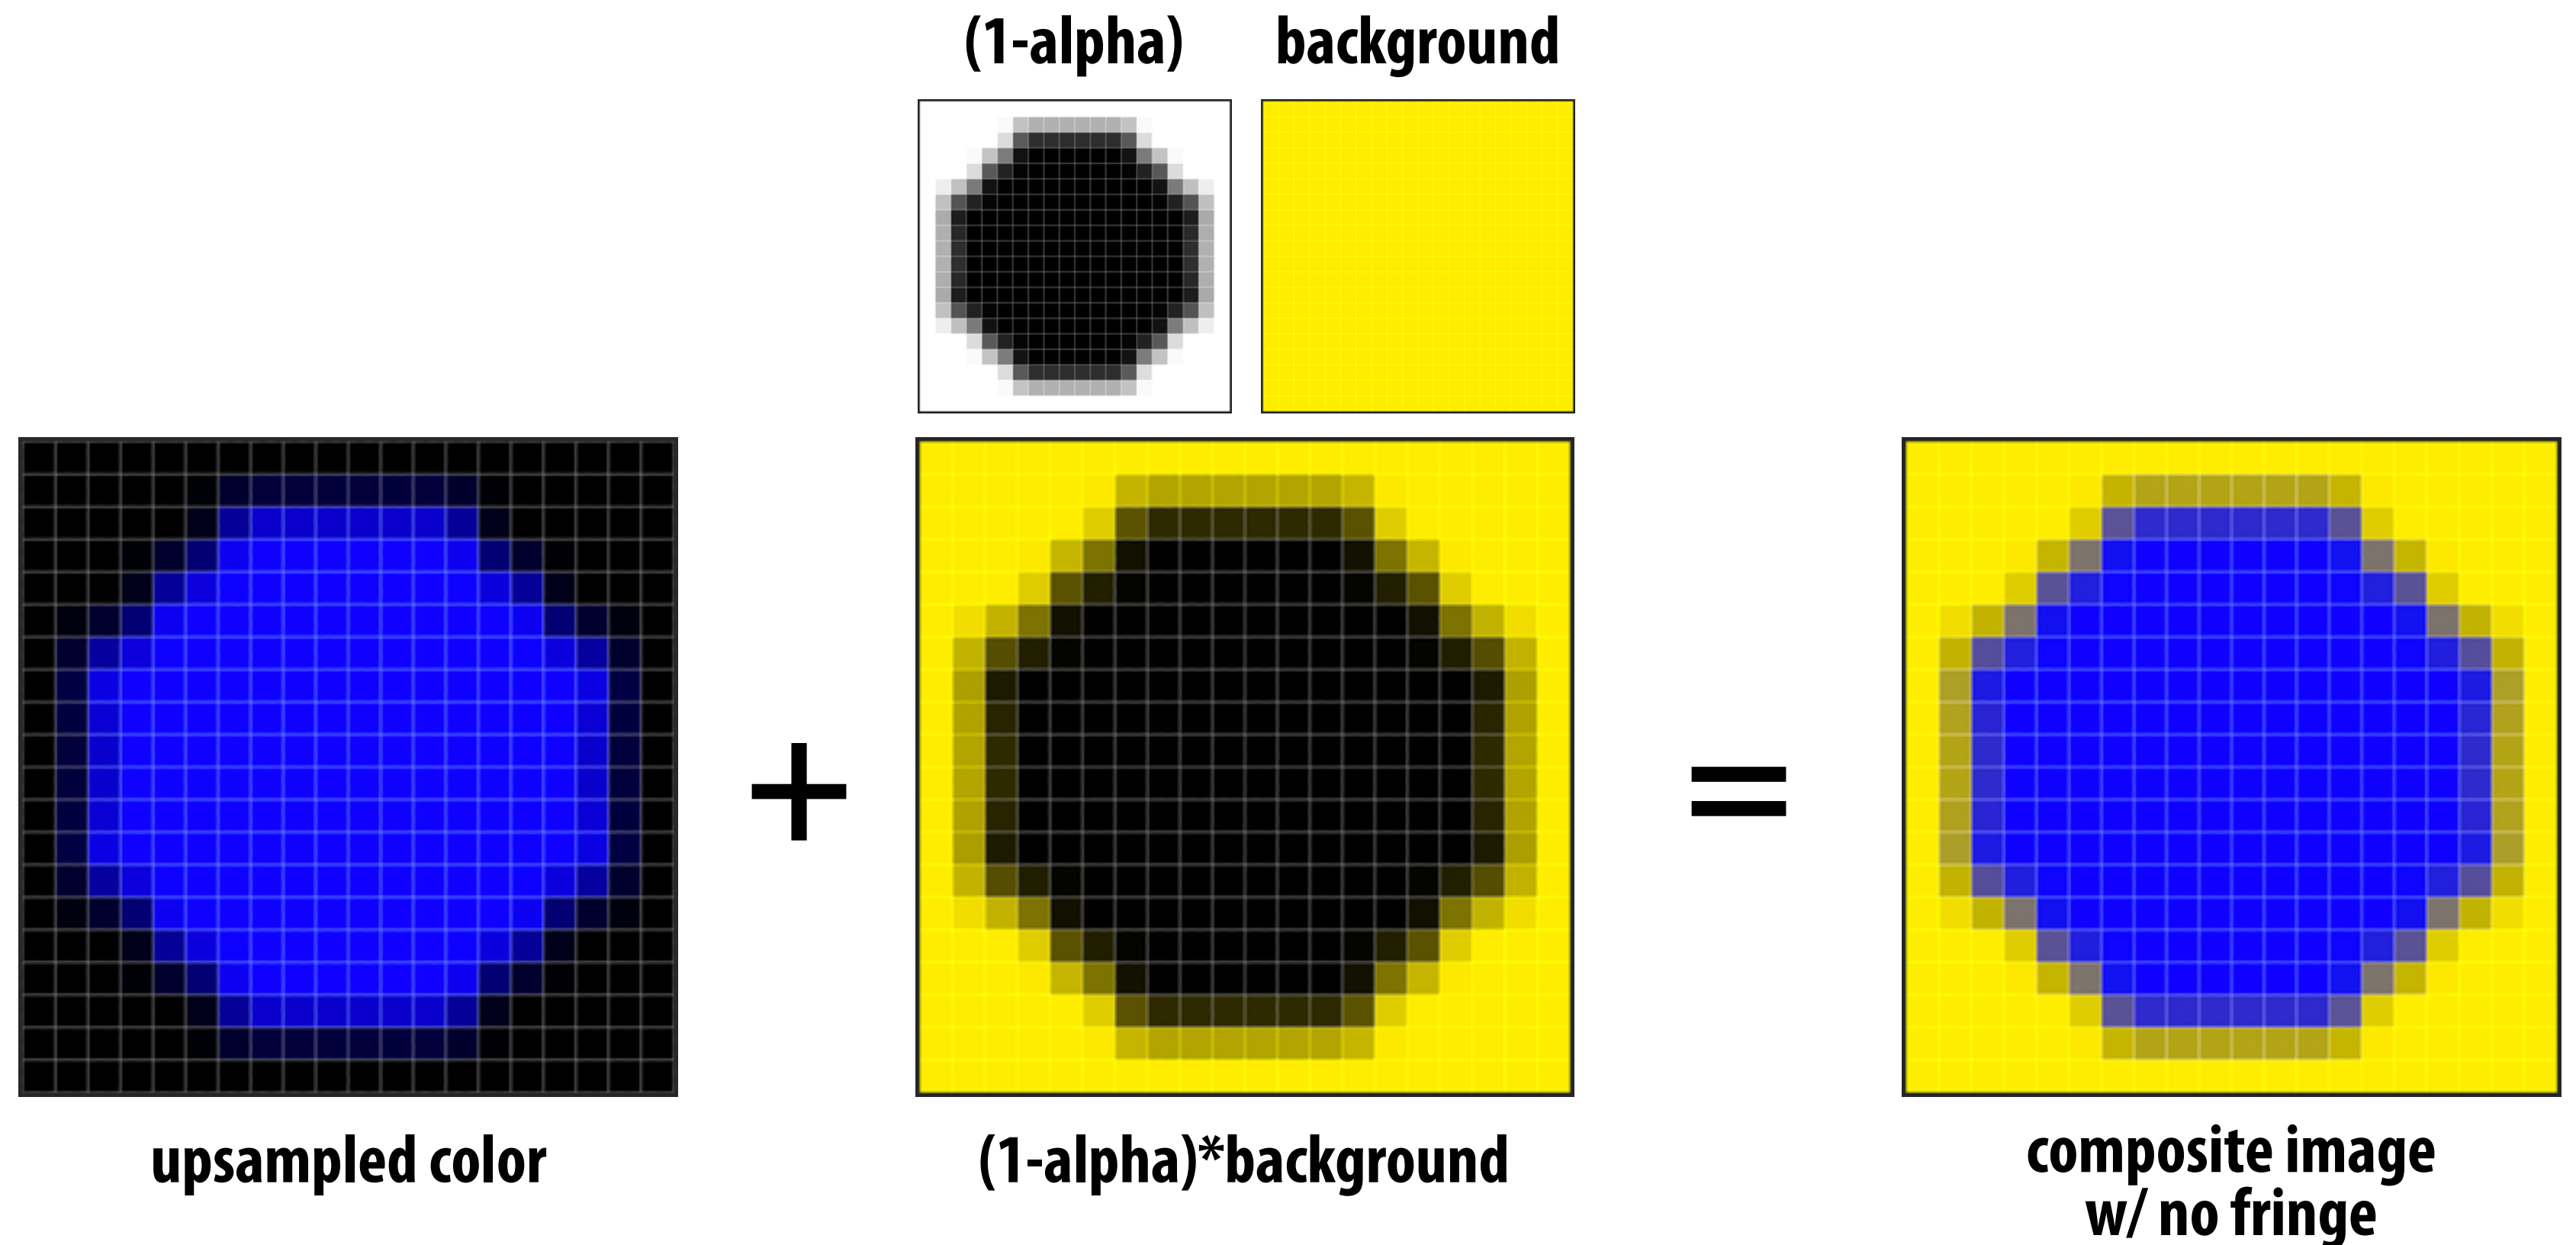 (1-alpha) background
+
=
upsampled color
(1-alpha)*background
composite image
w/ no fringe